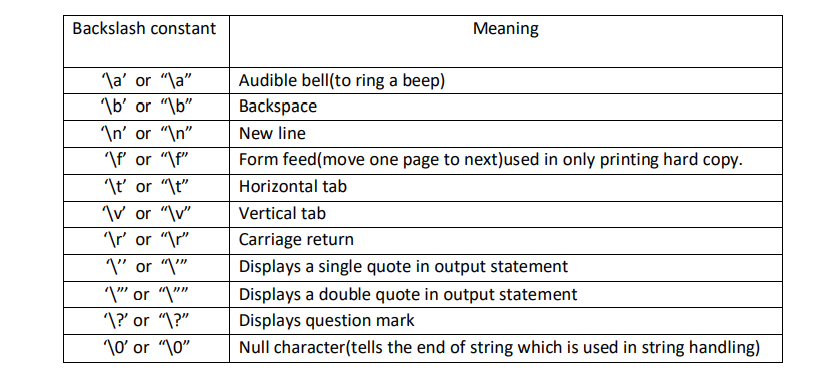 Backslash constant Meaning
‘\a’ or “\a” Audible bell(to ring a beep)
‘\b’ or “\b” Backspace
‘\n’ or “\n” New line
‘\f’ or “\f” Form feed(move one page to next)used in only printing hard copy.
‘\t’ or “\t” Horizontal tab
‘\v’ or “\v” Vertical tab
‘\r’ or “\r” Carriage return
‘\’’ or “\’” Displays a single quote in output statement
‘\”’ or “\”” Displays a double quote in output statement
‘\?’ or “\?” Displays question mark
‘\0’ or “\0” Null character(tells the end of string which is used in string handling)